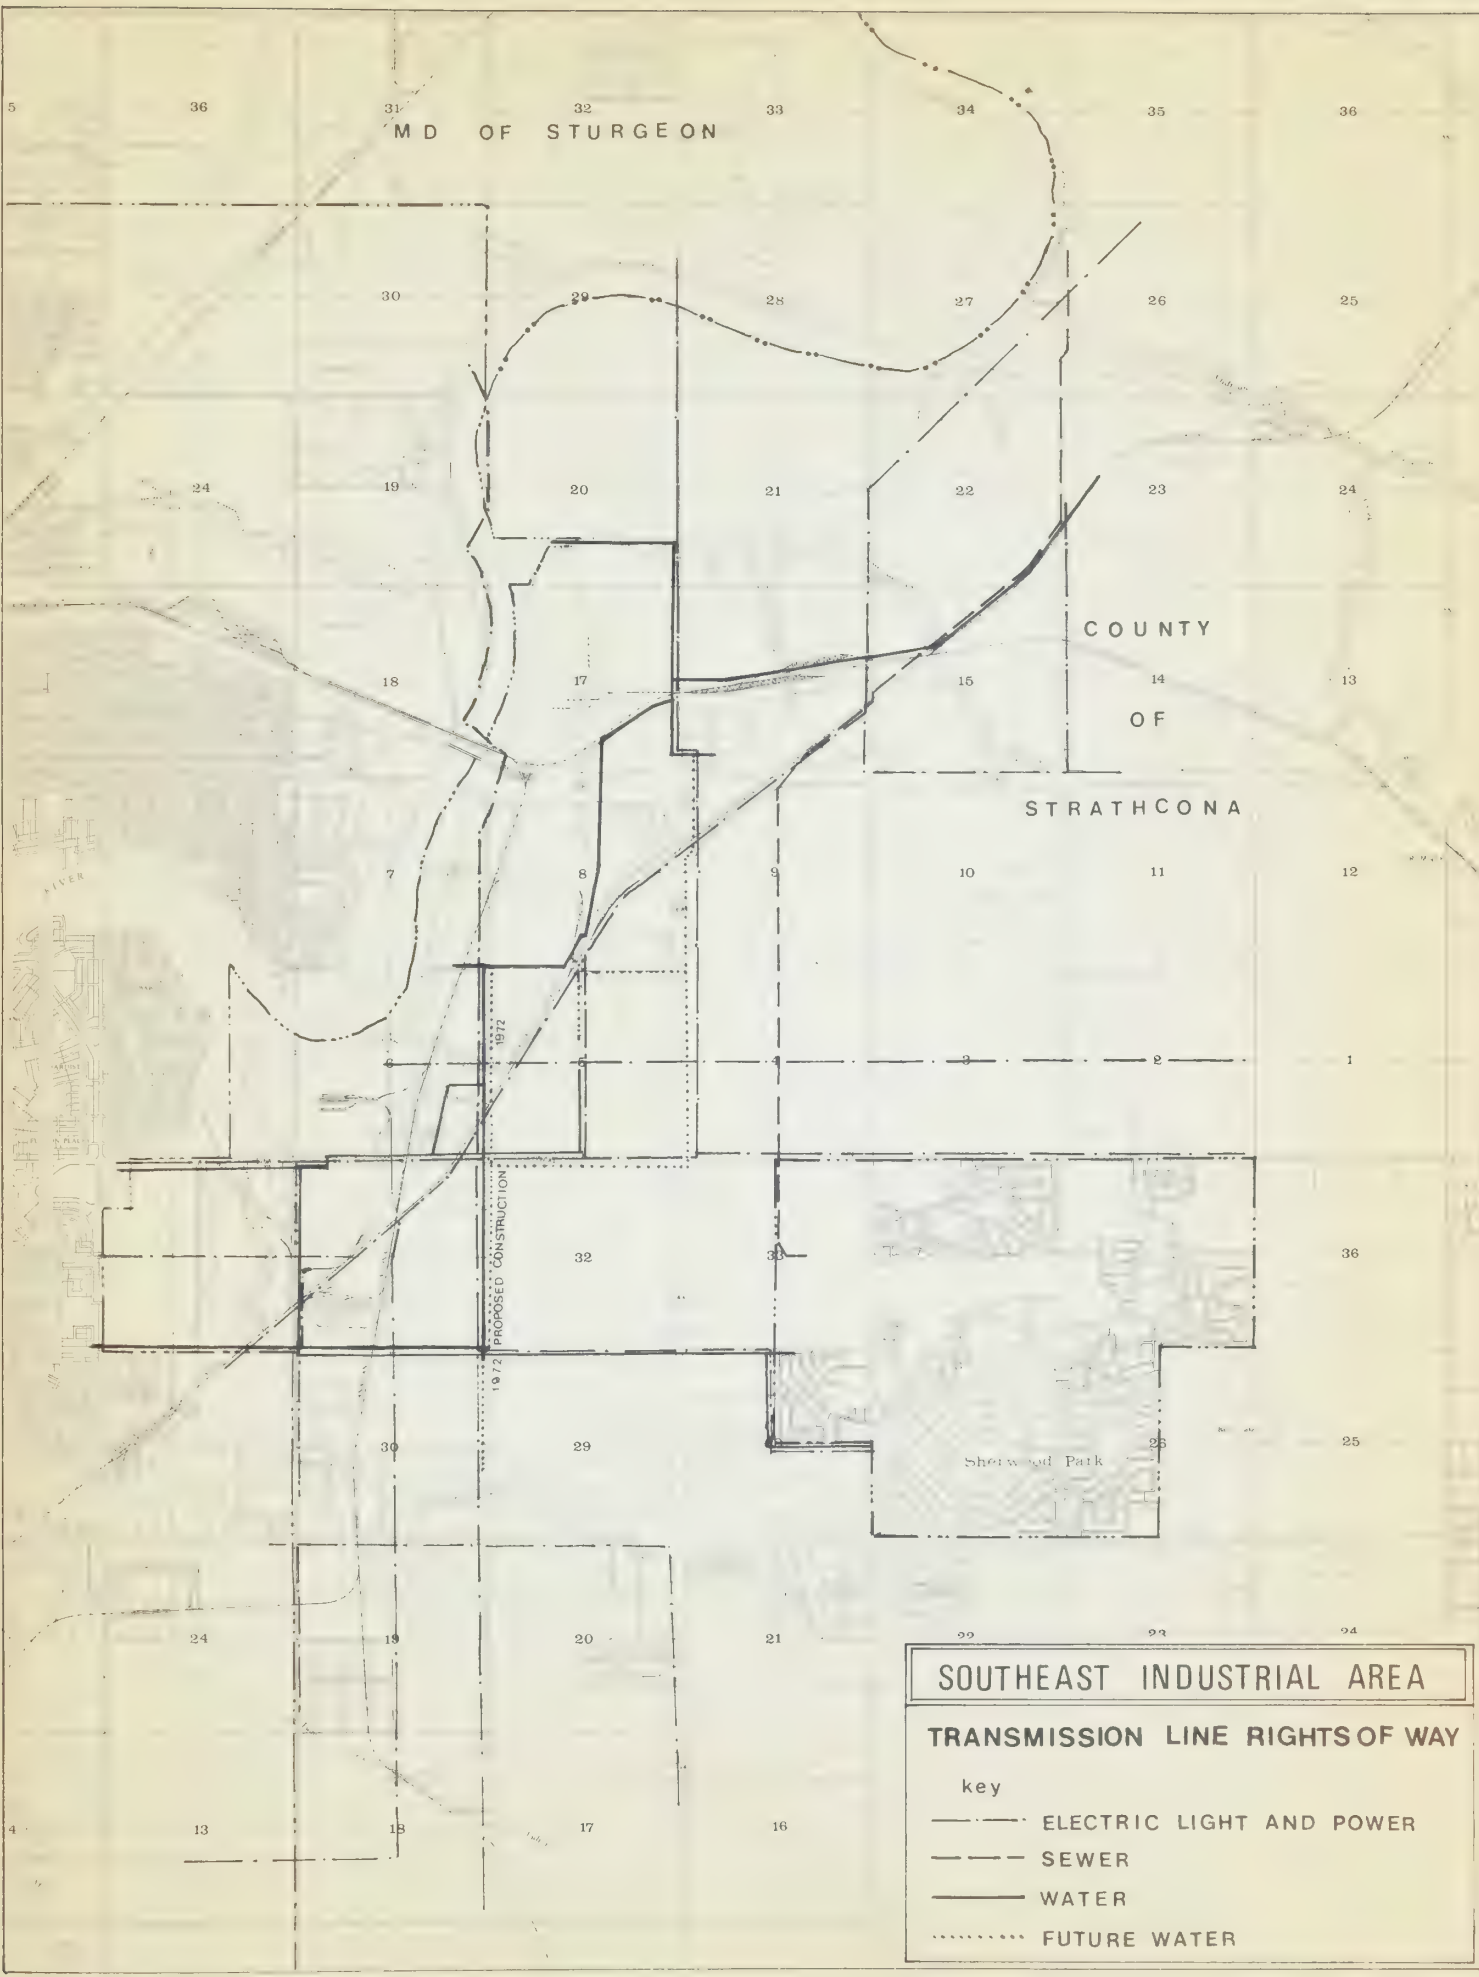 5 36 31 32 33 34 35 36
MD OF STURGEON
30 29 28 27 26 25
24 19 20 21 22 23 24
COUNTY
18 17 15 14 13
OF
STRATHCONA
RIVER
7 8 9 10 11 12
1972
6 5 4 3 2 1
1972 PROPOSED CONSTRUCTION
32 33 36
30 29 26 25
Sherwood Park
24 19 20 21 22 23 24
4 13 18 17 16
SOUTHEAST INDUSTRIAL AREA
TRANSMISSION LINE RIGHTS OF WAY
key
ELECTRIC LIGHT AND POWER
SEWER
WATER
FUTURE WATER